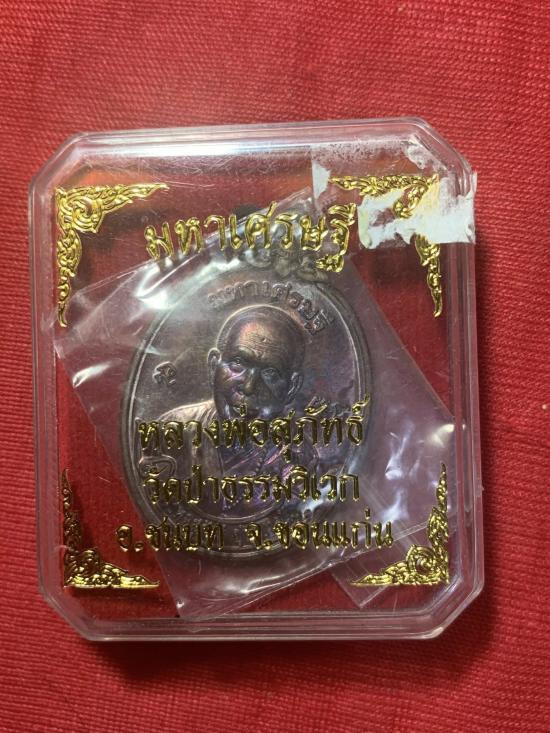 มหาเศรษฐี
มหาเศรษฐี
หลวงพ่อสุภัทธ์
วัดป่าธรรมวิเวก
อ.ชนบท จ.ขอนแก่น